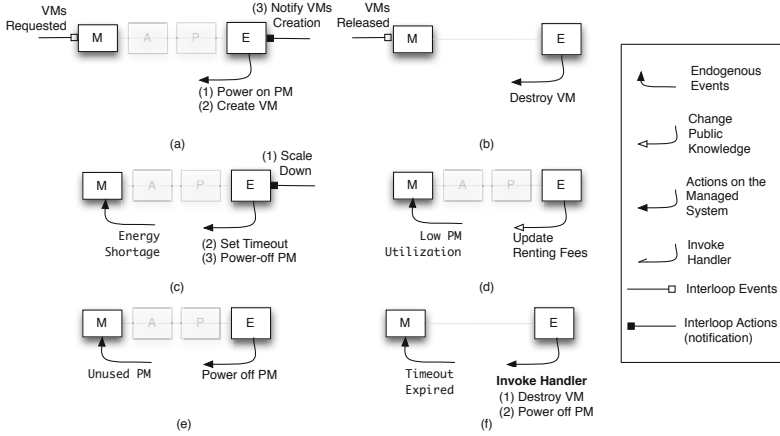 VMs
Requested
M
A
P
E
(3) Notify VMs
Creation
(1) Power on PM
(2) Create VM
(a)
VMs
Released
M
E
Destroy VM
(b)
M
A
P
E
(1) Scale
Down
Energy
Shortage
(2) Set Timeout
(3) Power-off PM
(c)
M
A
P
E
Low PM
Utilization
Update
Renting Fees
(d)
M
A
P
E
Unused PM
Power off PM
(e)
M
E
Timeout
Expired
Invoke Handler
(1) Destroy VM
(2) Power off PM
(f)
Endogenous
Events
Change
Public
Knowledge
Actions on the
Managed
System
Invoke
Handler
Interloop Events
Interloop Actions
(notification)